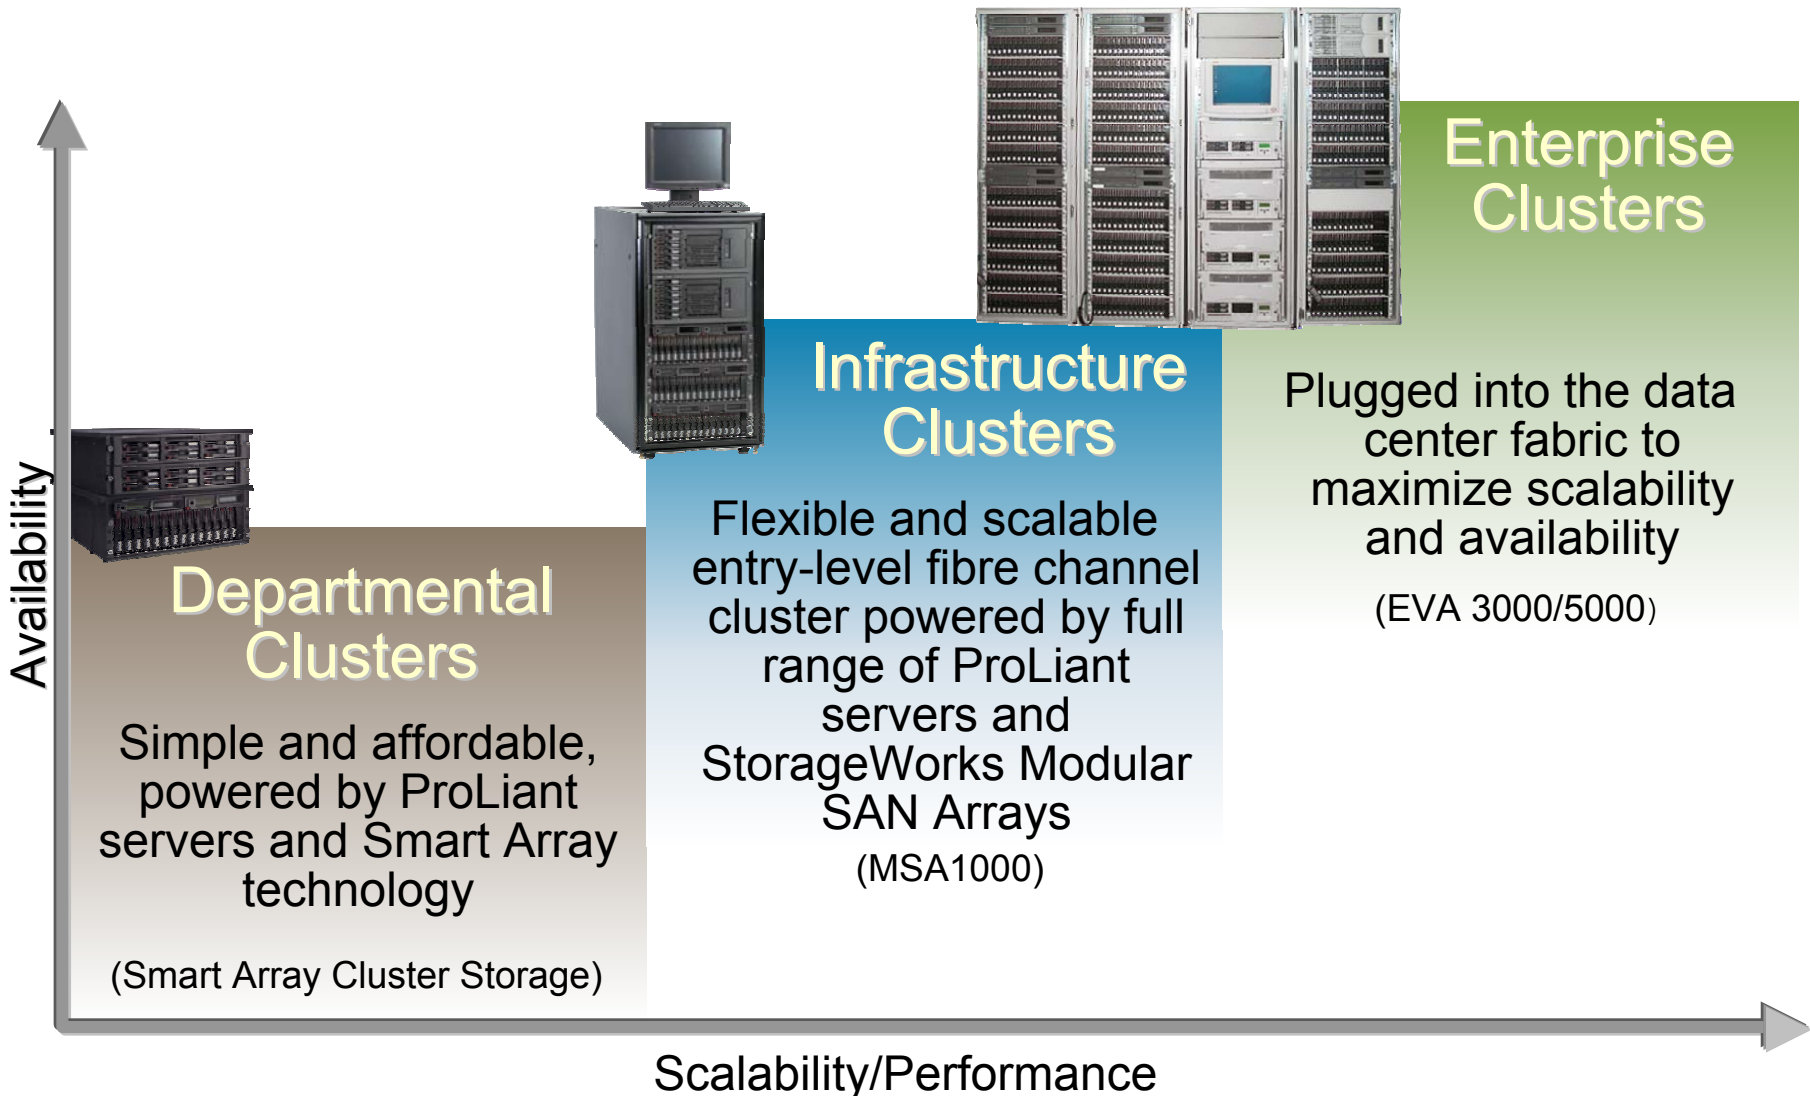 Availability
Departmental
Clusters
Simple and affordable,
powered by ProLiant
servers and Smart Array
technology
(Smart Array Cluster Storage)
Infrastructure
Clusters
Flexible and scalable
entry-level fibre channel
cluster powered by full
range of ProLiant
servers and
StorageWorks Modular
SAN Arrays
(MSA1000)
Enterprise
Clusters
Plugged into the data
center fabric to
maximize scalability
and availability
(EVA 3000/5000)
Scalability/Performance